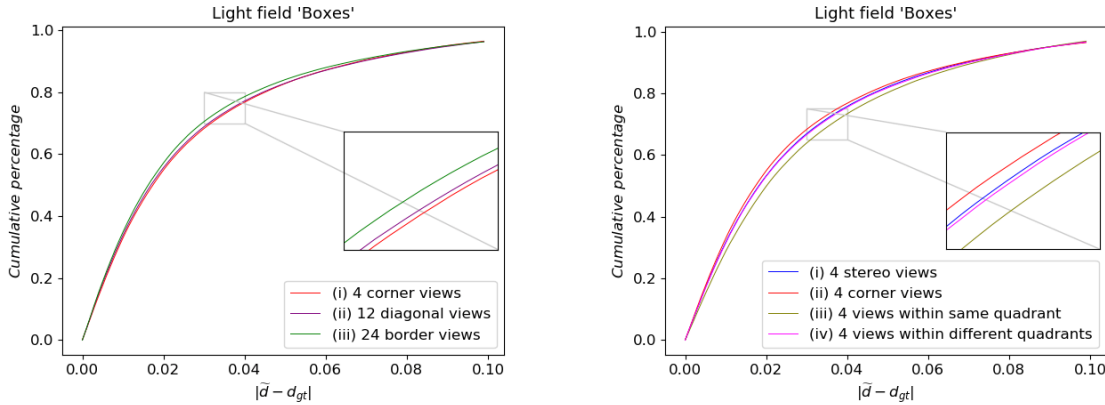 Light field 'Boxes'
1.0
0.8
0.6
0.4
0.2
0.0
Cumulative percentage
(i) 4 corner views
(ii) 12 diagonal views
(iii) 24 border views
0.00 0.02 0.04 0.06 0.08 0.10
|d̃ − d_gt|
Light field 'Boxes'
1.0
0.8
0.6
0.4
0.2
0.0
Cumulative percentage
(i) 4 stereo views
(ii) 4 corner views
(iii) 4 views within same quadrant
(iv) 4 views within different quadrants
0.00 0.02 0.04 0.06 0.08 0.10
|d̃ − d_gt|